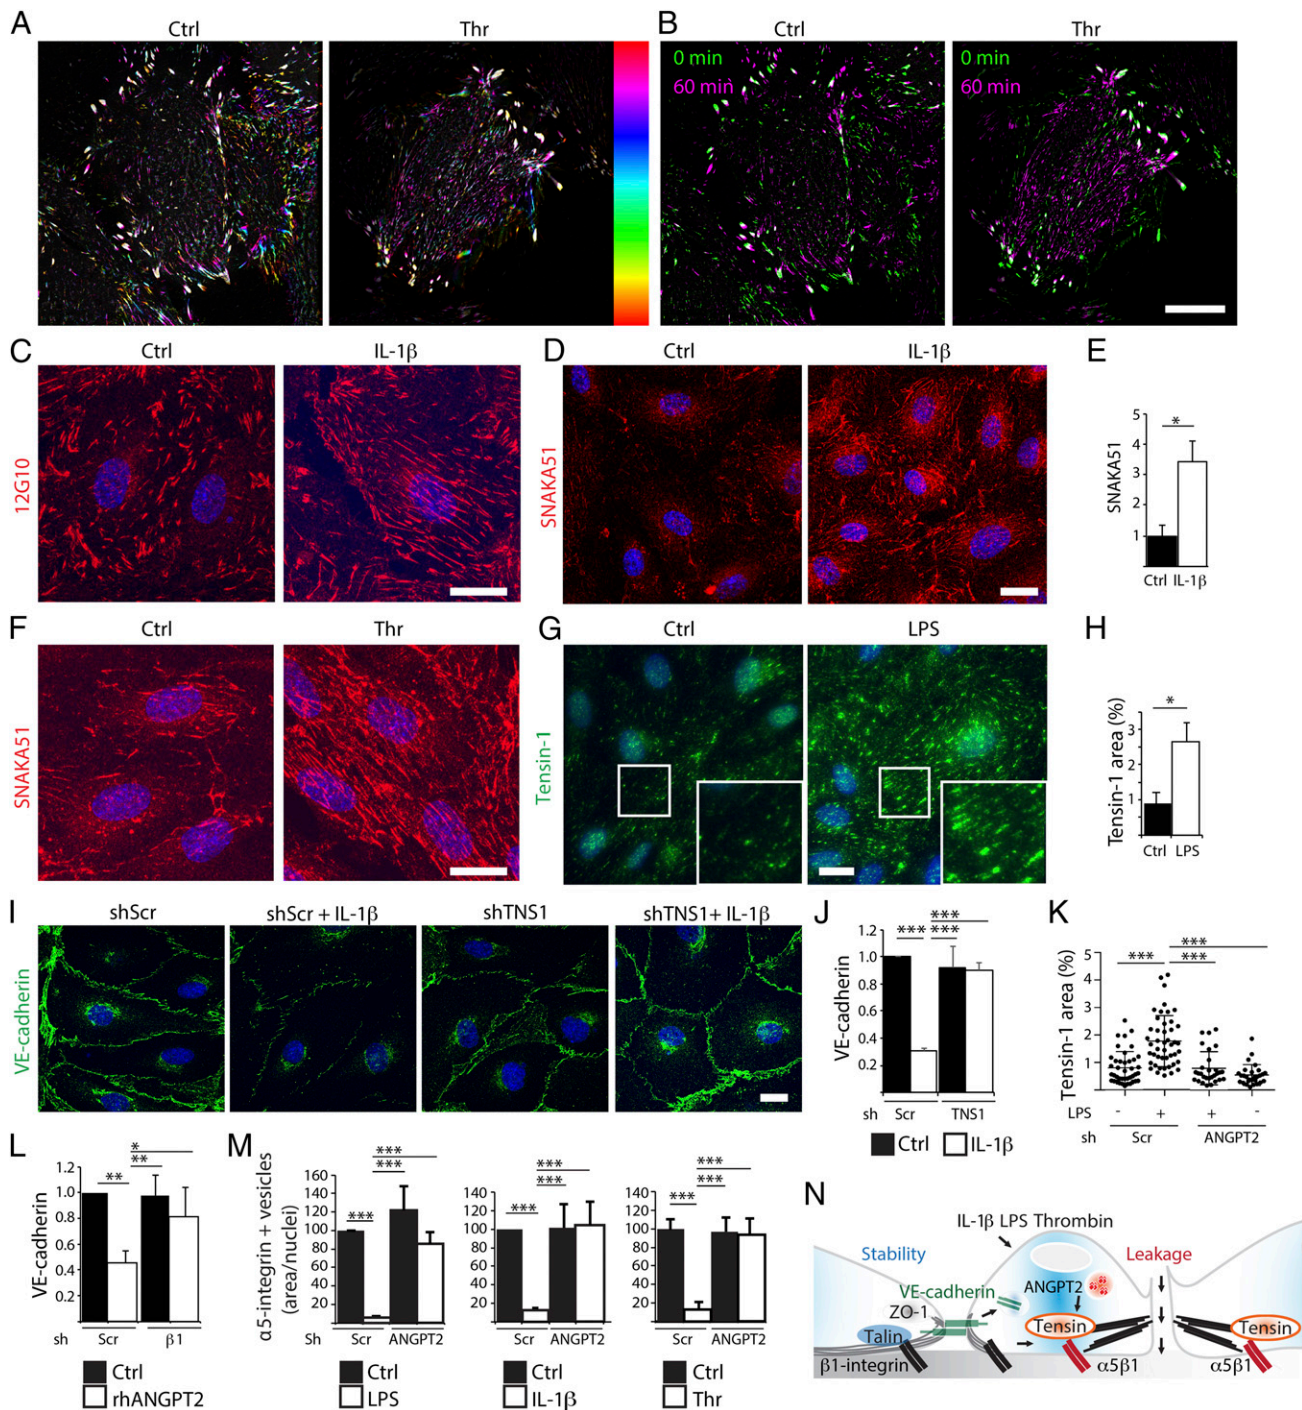 A
Ctrl
Thr
B
Ctrl
Thr
0 min
60 min
0 min
60 min
C
Ctrl
IL-1β
12G10
D
Ctrl
IL-1β
SNAKA51
E
SNAKA51
5
4
3
2
1
*
Ctrl IL-1β
F
Ctrl
Thr
SNAKA51
G
Ctrl
LPS
Tensin-1
H
Tensin-1 area (%)
3
2
1
*
Ctrl LPS
I
shScr
shScr + IL-1β
shTNS1
shTNS1+ IL-1β
VE-cadherin
J
VE-cadherin
1.2
1.0
0.8
0.6
0.4
0.2
***
***
***
sh Scr TNS1
Ctrl IL-1β
K
Tensin-1 area (%)
5
4
3
2
1
***
***
***
LPS - + + -
sh Scr ANGPT2
L
VE-cadherin
1.2
1.0
0.8
0.6
0.4
0.2
*
**
**
sh Scr β1
Ctrl
rhANGPT2
M
α5-integrin + vesicles
(area/nuclei)
160
140
120
100
80
60
40
20
***
***
***
sh Scr ANGPT2
Ctrl
LPS
140
120
100
80
60
40
20
***
***
***
Scr ANGPT2
Ctrl
IL-1β
140
120
100
80
60
40
20
***
***
***
Scr ANGPT2
Ctrl
Thr
N
IL-1β LPS Thrombin
Stability
Leakage
VE-cadherin
ANGPT2
ZO-1
Talin
Tensin
Tensin
β1-integrin
α5β1
α5β1